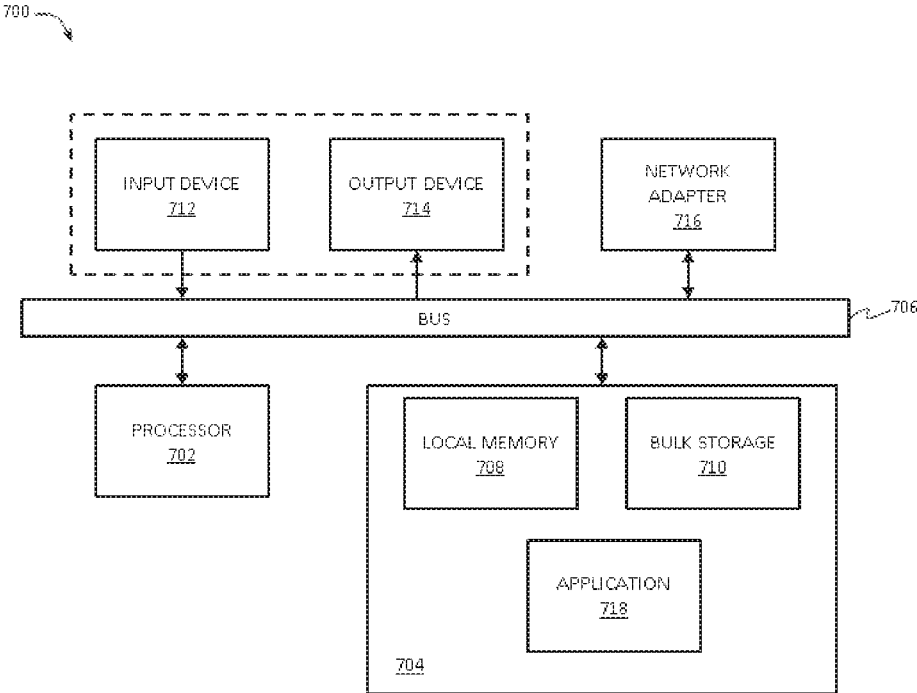 700
INPUT DEVICE
712
OUTPUT DEVICE
714
NETWORK
ADAPTER
716
BUS
706
PROCESSOR
702
LOCAL MEMORY
708
BULK STORAGE
710
APPLICATION
718
704